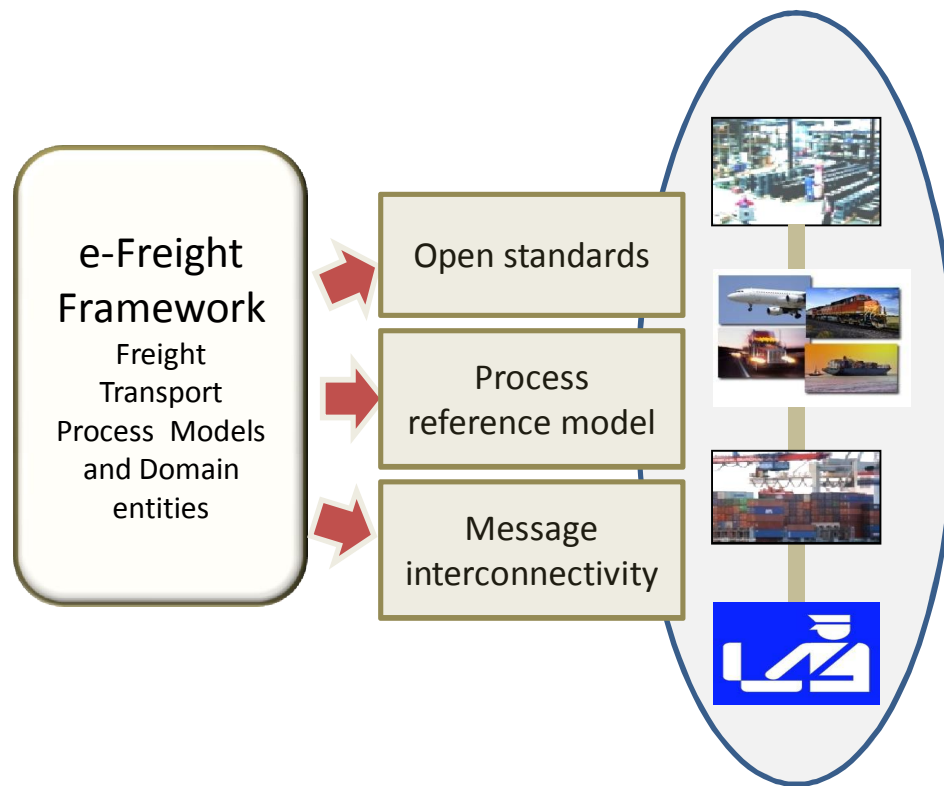 e-Freight
Framework
Freight
Transport
Process Models
and Domain
entities
Open standards
Process
reference model
Message
interconnectivity